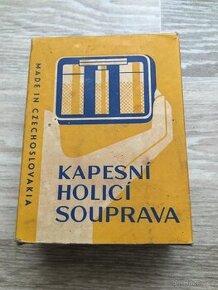 MADE IN CZECHOSLOVAKIA
KAPESNÍ
HOLICÍ
SOUPRAVA